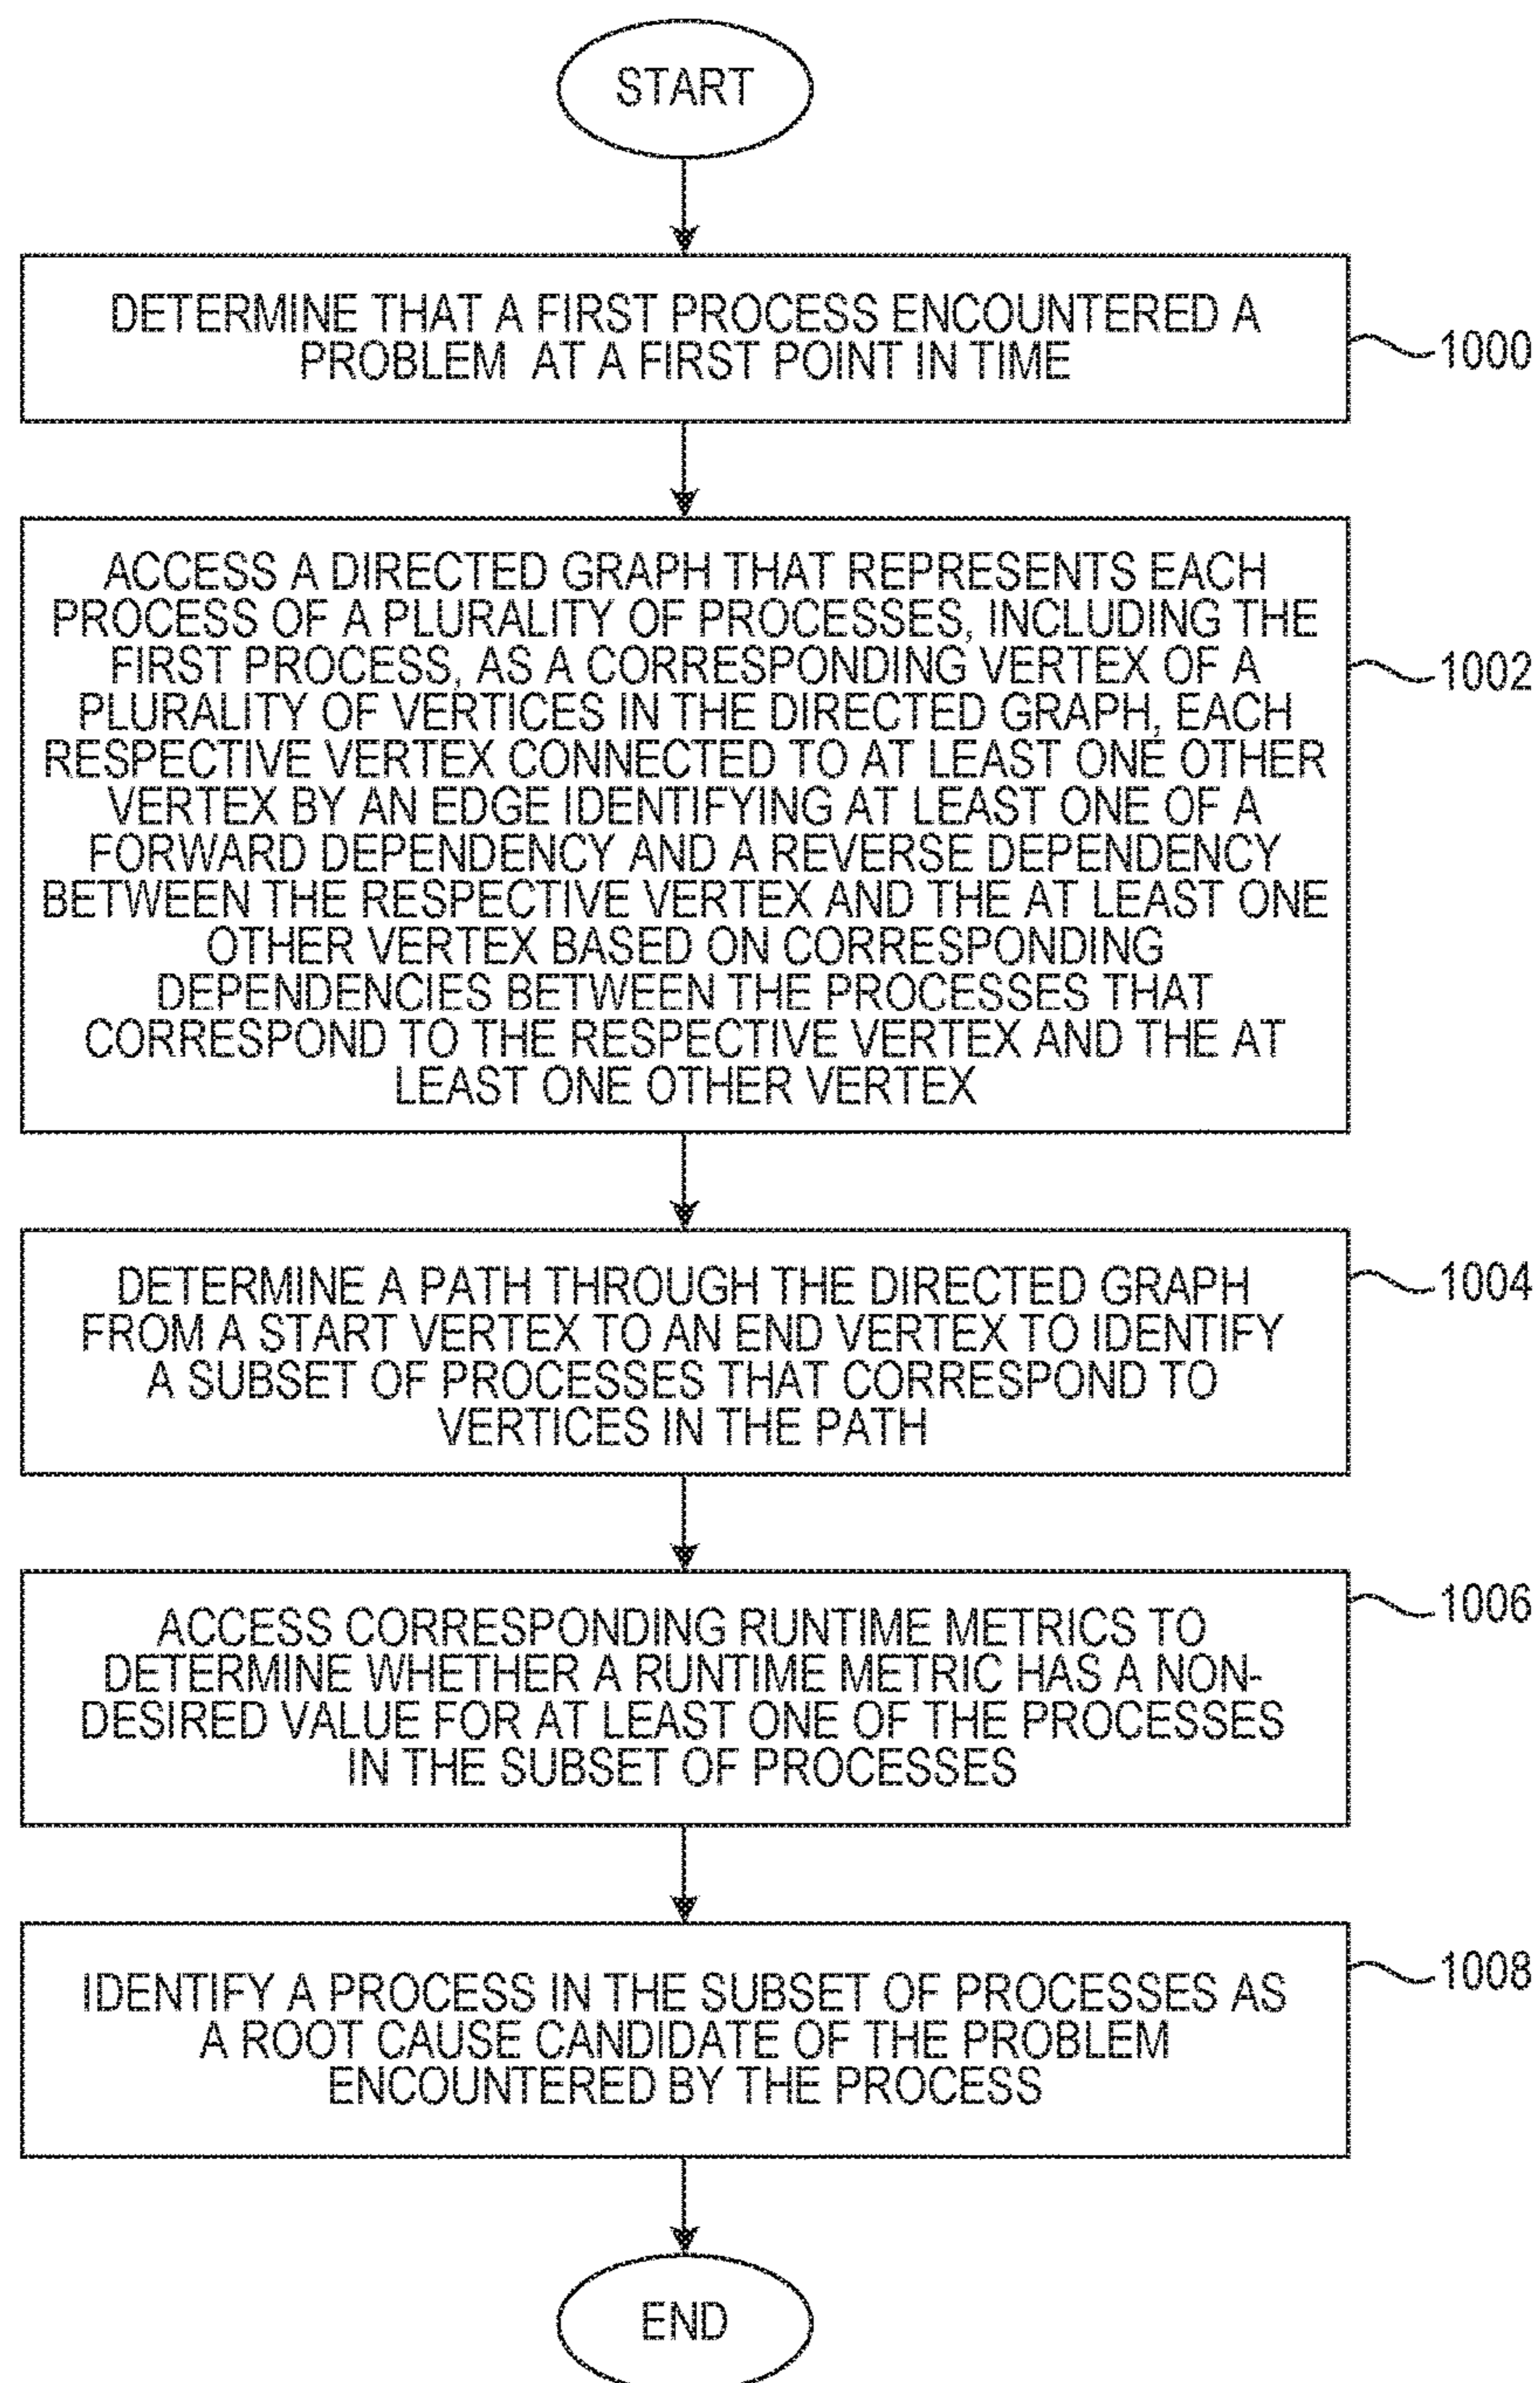 START
DETERMINE THAT A FIRST PROCESS ENCOUNTERED A
PROBLEM AT A FIRST POINT IN TIME
1000
ACCESS A DIRECTED GRAPH THAT REPRESENTS EACH
PROCESS OF A PLURALITY OF PROCESSES, INCLUDING THE
FIRST PROCESS, AS A CORRESPONDING VERTEX OF A
PLURALITY OF VERTICES IN THE DIRECTED GRAPH, EACH
RESPECTIVE VERTEX CONNECTED TO AT LEAST ONE OTHER
VERTEX BY AN EDGE IDENTIFYING AT LEAST ONE OF A
FORWARD DEPENDENCY AND A REVERSE DEPENDENCY
BETWEEN THE RESPECTIVE VERTEX AND THE AT LEAST ONE
OTHER VERTEX BASED ON CORRESPONDING
DEPENDENCIES BETWEEN THE PROCESSES THAT
CORRESPOND TO THE RESPECTIVE VERTEX AND THE AT
LEAST ONE OTHER VERTEX
1002
DETERMINE A PATH THROUGH THE DIRECTED GRAPH
FROM A START VERTEX TO AN END VERTEX TO IDENTIFY
A SUBSET OF PROCESSES THAT CORRESPOND TO
VERTICES IN THE PATH
1004
ACCESS CORRESPONDING RUNTIME METRICS TO
DETERMINE WHETHER A RUNTIME METRIC HAS A NON-
DESIRED VALUE FOR AT LEAST ONE OF THE PROCESSES
IN THE SUBSET OF PROCESSES
1006
IDENTIFY A PROCESS IN THE SUBSET OF PROCESSES AS
A ROOT CAUSE CANDIDATE OF THE PROBLEM
ENCOUNTERED BY THE PROCESS
1008
END